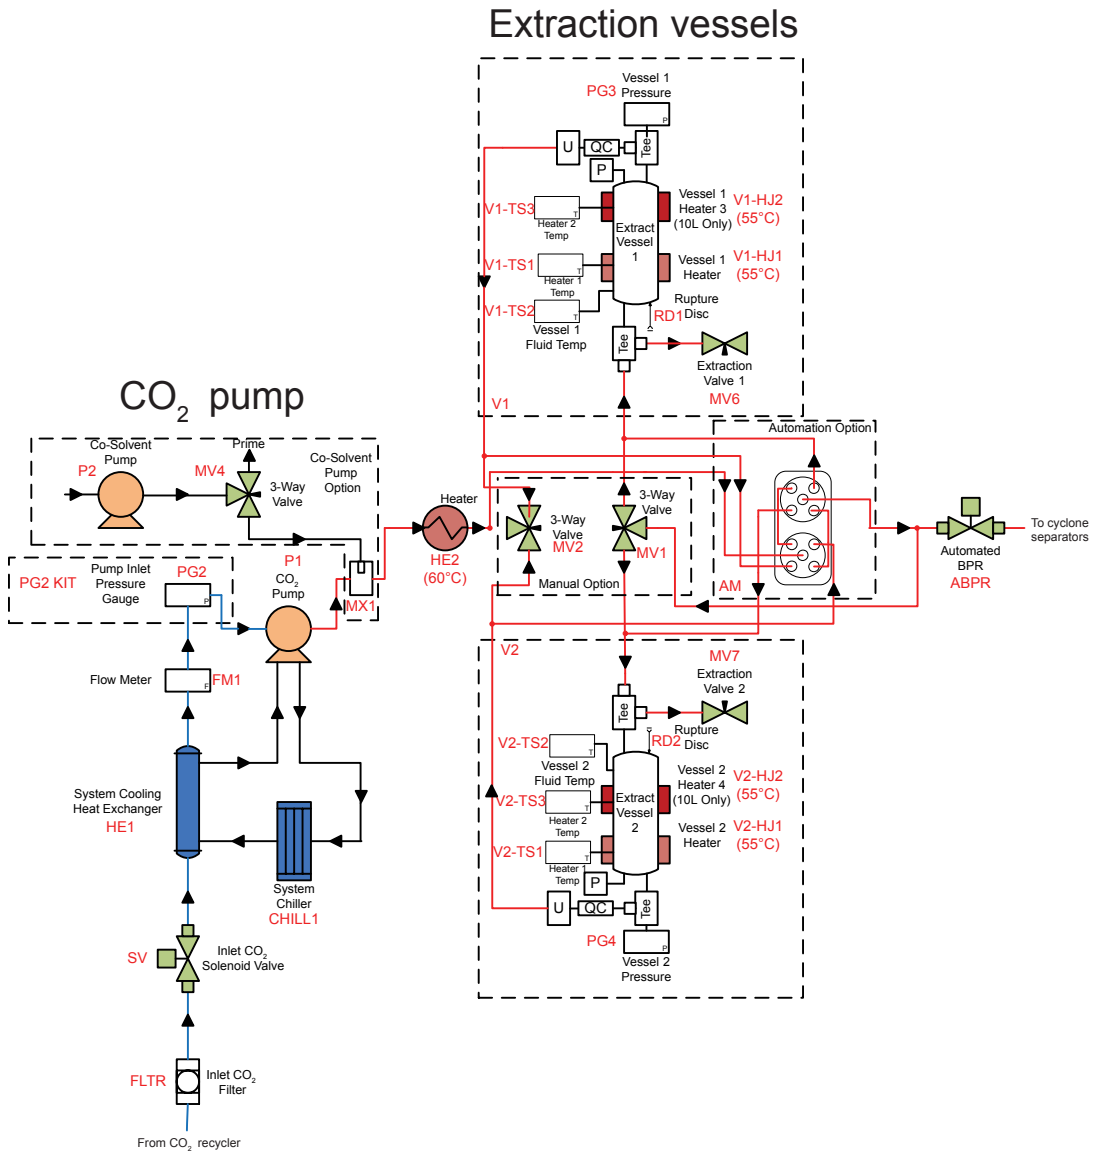 Extraction vessels
Vessel 1
Pressure
PG3
P
U
QC
Tee
P
V1-TS3
T
Heater 2
Temp
Extract
Vessel
1
Vessel 1
Heater 3
(10L Only)
V1-HJ2
(55°C)
V1-TS1
T
Heater 1
Temp
Vessel 1
Heater
V1-HJ1
(55°C)
V1-TS2
T
Vessel 1
Fluid Temp
RD1
Rupture
Disc
Tee
Extraction
Valve 1
MV6
V1
CO2 pump
Co-Solvent
Pump
P2
Prime
MV4
3-Way
Valve
Co-Solvent
Pump
Option
Automation Option
Heater
HE2
(60°C)
3-Way
Valve
MV2
3-Way
Valve
MV1
Manual Option
AM
Automated
BPR
ABPR
To cyclone
separators
PG2 KIT
Pump Inlet
Pressure
Gauge
PG2
P
P1
CO2
Pump
MX1
Flow Meter
F
FM1
V2
MV7
Extraction
Valve 2
Tee
RD2
Rupture
Disc
V2-TS2
T
Vessel 2
Fluid Temp
V2-TS3
T
Heater 2
Temp
Extract
Vessel
2
Vessel 2
Heater 4
(10L Only)
V2-HJ2
(55°C)
V2-TS1
T
Heater 1
Temp
Vessel 2
Heater
V2-HJ1
(55°C)
P
U
QC
Tee
PG4
P
Vessel 2
Pressure
System Cooling
Heat Exchanger
HE1
System
Chiller
CHILL1
SV
Inlet CO2
Solenoid Valve
FLTR
Inlet CO2
Filter
From CO2 recycler